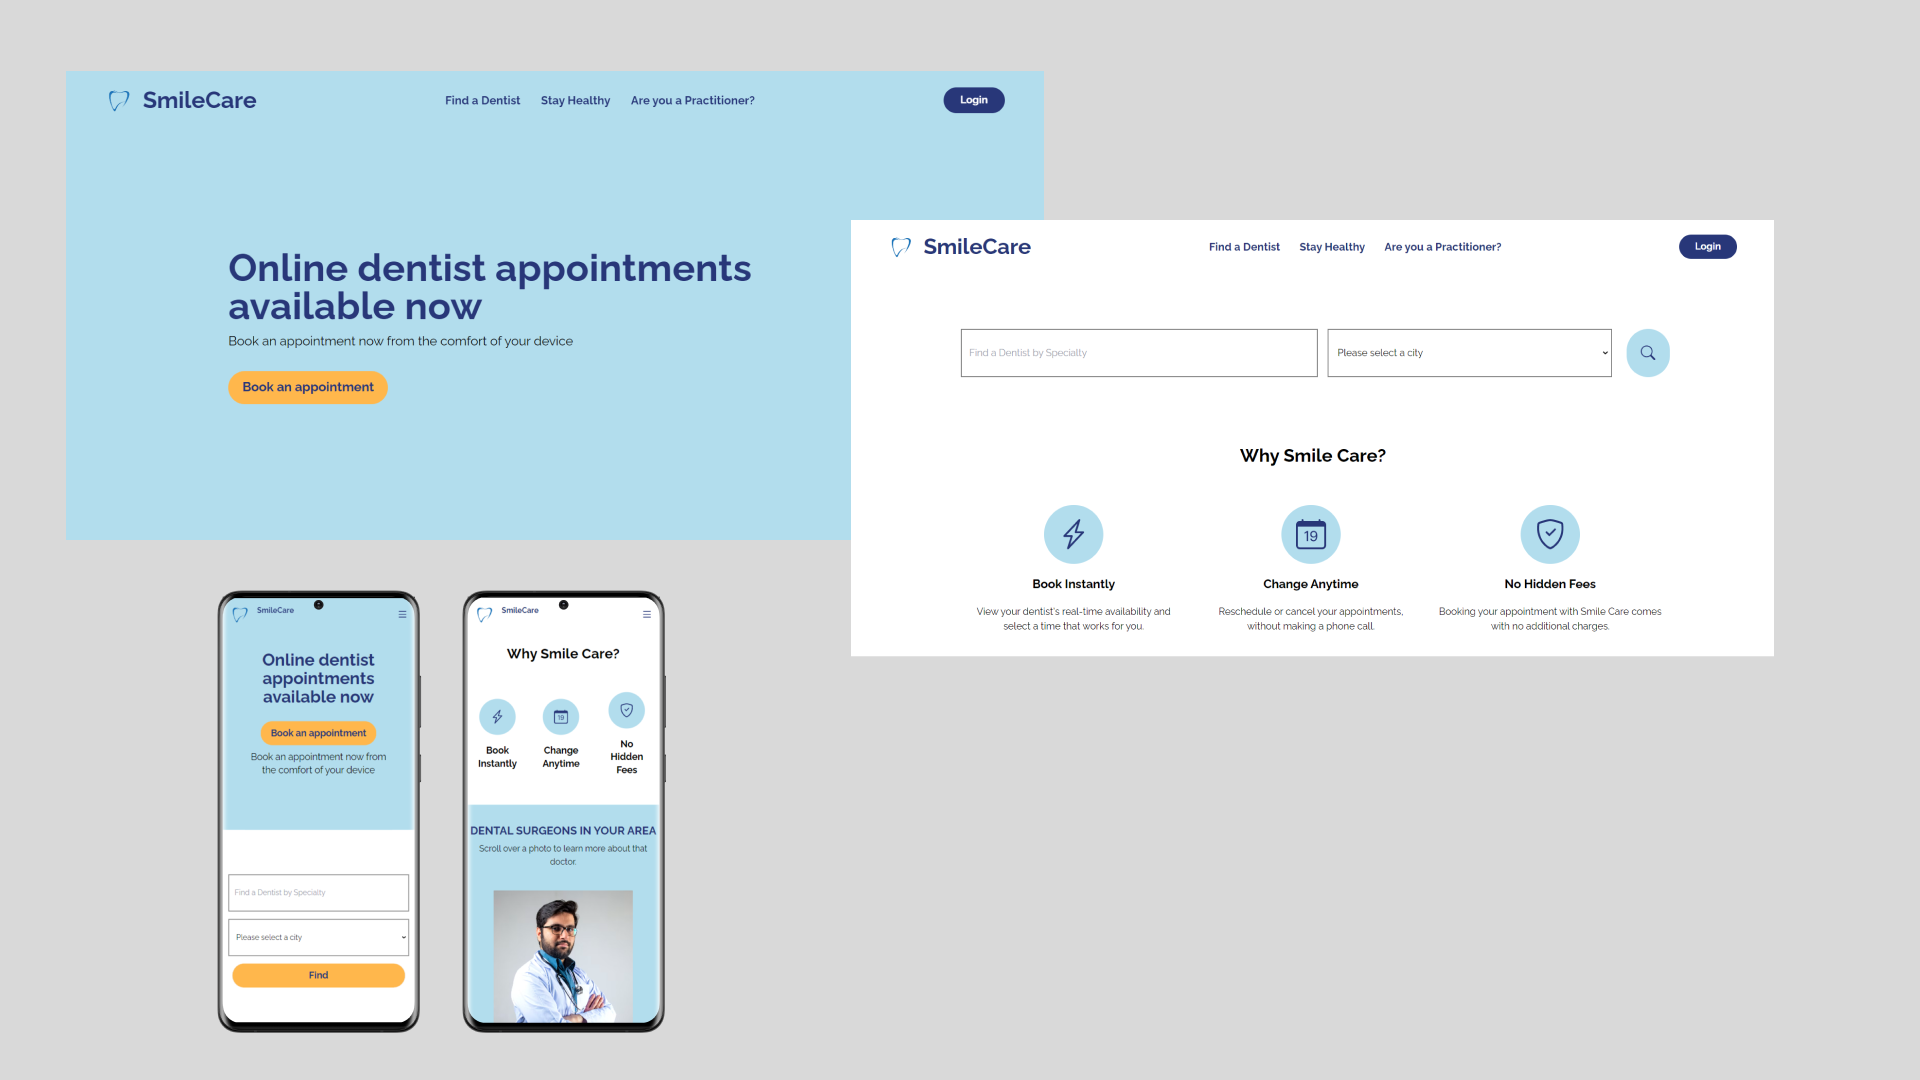 SmileCare
Find a Dentist Stay Healthy Are you a Practitioner?
Login
Online dentist appointments
available now
Book an appointment now from the comfort of your device
Book an appointment
SmileCare
Find a Dentist Stay Healthy Are you a Practitioner?
Login
Find a Dentist by Specialty
Please select a city
Why Smile Care?
19
Book Instantly
View your dentist's real-time availability and
select a time that works for you.
Change Anytime
Reschedule or cancel your appointments,
without making a phone call.
No Hidden Fees
Booking your appointment with Smile Care comes
with no additional charges.
SmileCare
Online dentist
appointments
available now
Book an appointment
Book an appointment now from
the comfort of your device
Find a Dentist by Specialty
Please select a city
Find
SmileCare
Why Smile Care?
19
Book
Instantly
Change
Anytime
No
Hidden
Fees
DENTAL SURGEONS IN YOUR AREA
Scroll over a photo to learn more about that
doctor.